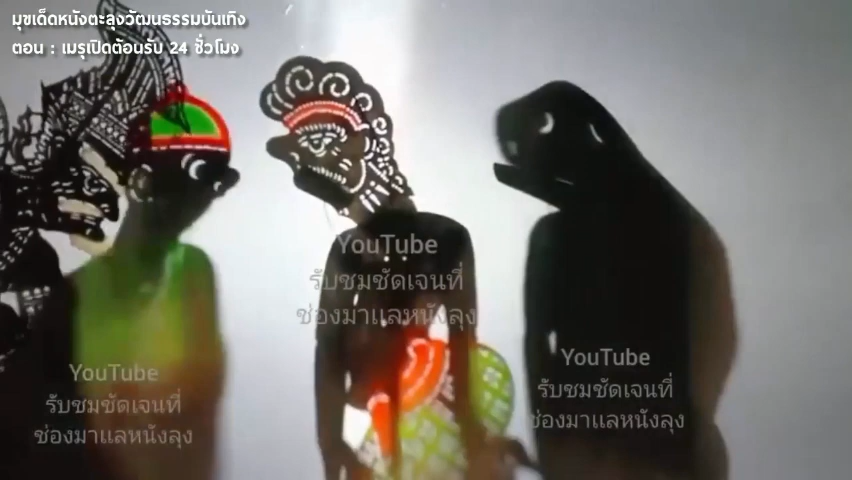 มุขเด็ดหนังตะลุงวัฒนธรรมบันเทิง
ตอน : เมรุเปิดต้อนรับ 24 ชั่วโมง
YouTube
รับชมชัดเจนที่
ช่องมาแลหนังลุง
YouTube
รับชมชัดเจนที่
ช่องมาแลหนังลุง
YouTube
รับชมชัดเจนที่
ช่องมาแลหนังลุง